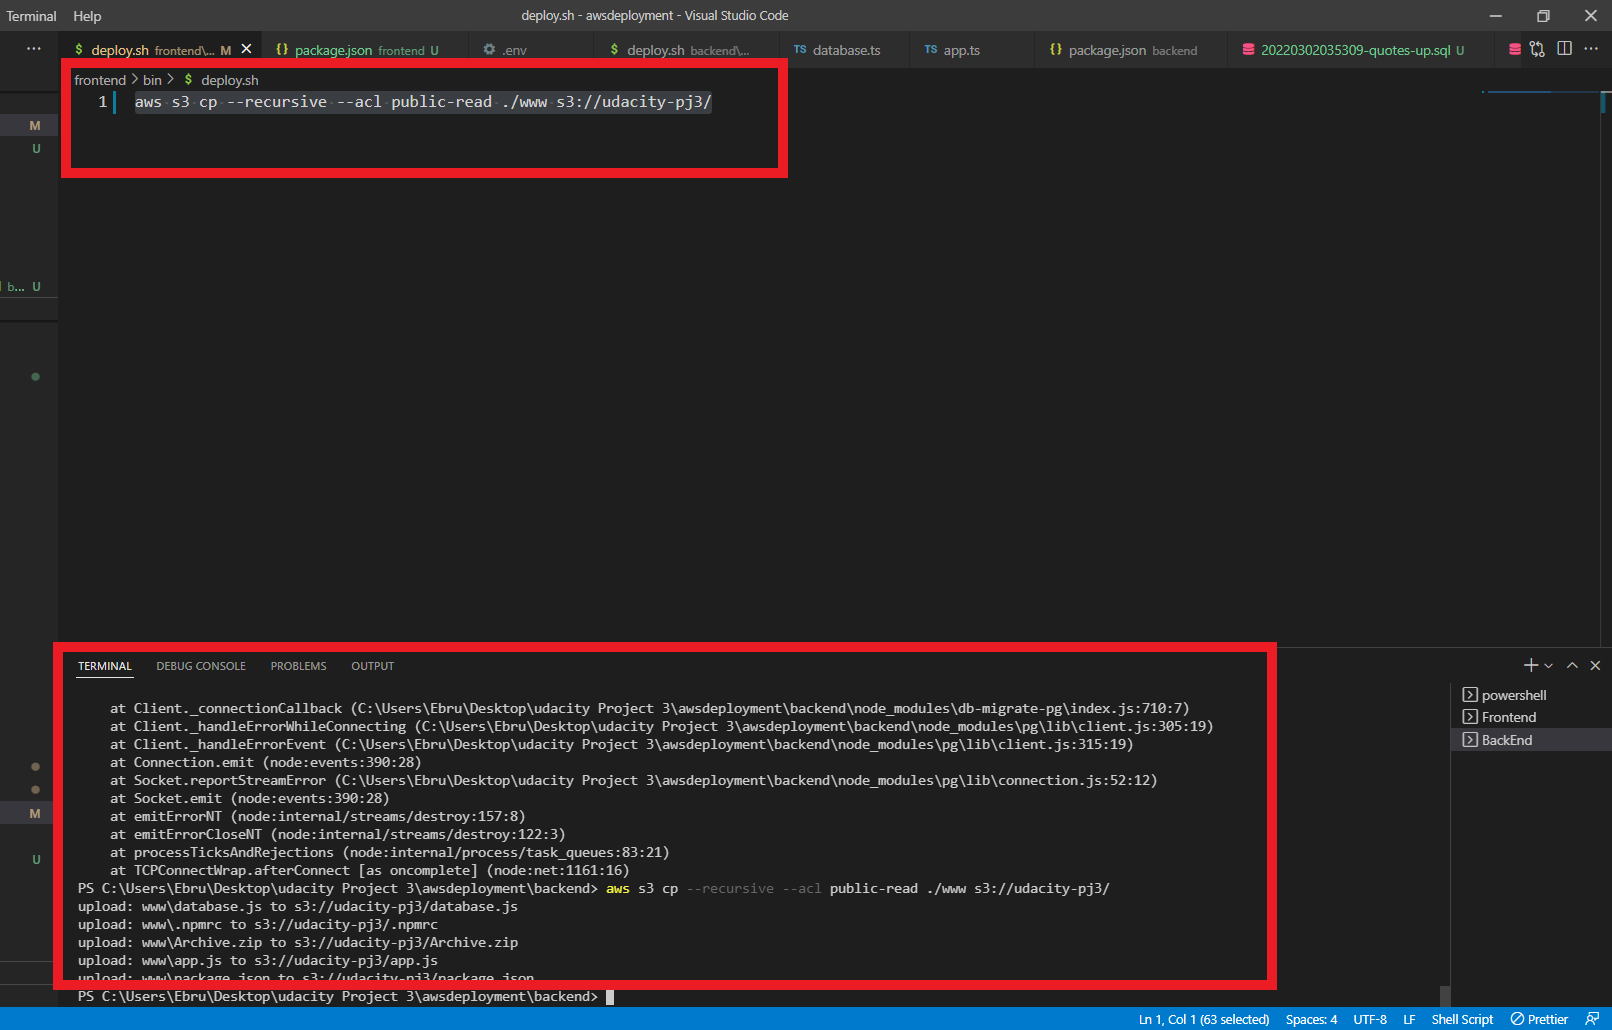 Terminal Help deploy.sh - awsdeployment - Visual Studio Code
$ deploy.sh frontend\... M {} package.json frontend U .env $ deploy.sh backend\... TS database.ts TS app.ts {} package.json backend 20220302035309-quotes-up.sql U
frontend > bin > $ deploy.sh
1 aws s3 cp --recursive --acl public-read ./www s3://udacity-pj3/
M
U
b... U
M
U
TERMINAL DEBUG CONSOLE PROBLEMS OUTPUT
powershell
Frontend
BackEnd
at Client._connectionCallback (C:\Users\Ebru\Desktop\udacity Project 3\awsdeployment\backend\node_modules\db-migrate-pg\index.js:710:7)
at Client._handleErrorWhileConnecting (C:\Users\Ebru\Desktop\udacity Project 3\awsdeployment\backend\node_modules\pg\lib\client.js:305:19)
at Client._handleErrorEvent (C:\Users\Ebru\Desktop\udacity Project 3\awsdeployment\backend\node_modules\pg\lib\client.js:315:19)
at Connection.emit (node:events:390:28)
at Socket.reportStreamError (C:\Users\Ebru\Desktop\udacity Project 3\awsdeployment\backend\node_modules\pg\lib\connection.js:52:12)
at Socket.emit (node:events:390:28)
at emitErrorNT (node:internal/streams/destroy:157:8)
at emitErrorCloseNT (node:internal/streams/destroy:122:3)
at processTicksAndRejections (node:internal/process/task_queues:83:21)
at TCPConnectWrap.afterConnect [as oncomplete] (node:net:1161:16)
PS C:\Users\Ebru\Desktop\udacity Project 3\awsdeployment\backend> aws s3 cp --recursive --acl public-read ./www s3://udacity-pj3/
upload: www\database.js to s3://udacity-pj3/database.js
upload: www\.npmrc to s3://udacity-pj3/.npmrc
upload: www\Archive.zip to s3://udacity-pj3/Archive.zip
upload: www\app.js to s3://udacity-pj3/app.js
upload: www\package.json to s3://udacity-pj3/package.json
PS C:\Users\Ebru\Desktop\udacity Project 3\awsdeployment\backend>
Ln 1, Col 1 (63 selected) Spaces: 4 UTF-8 LF Shell Script Prettier